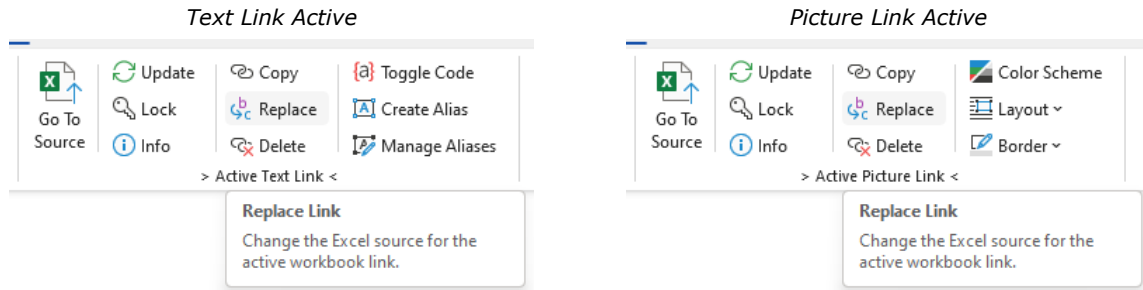 Text Link Active
Go To
Source
Update
Lock
Info
Copy
Replace
Delete
{a} Toggle Code
[A] Create Alias
Manage Aliases
> Active Text Link <
Replace Link
Change the Excel source for the
active workbook link.
Picture Link Active
Go To
Source
Update
Lock
Info
Copy
Replace
Delete
Color Scheme
Layout
Border
> Active Picture Link <
Replace Link
Change the Excel source for the
active workbook link.